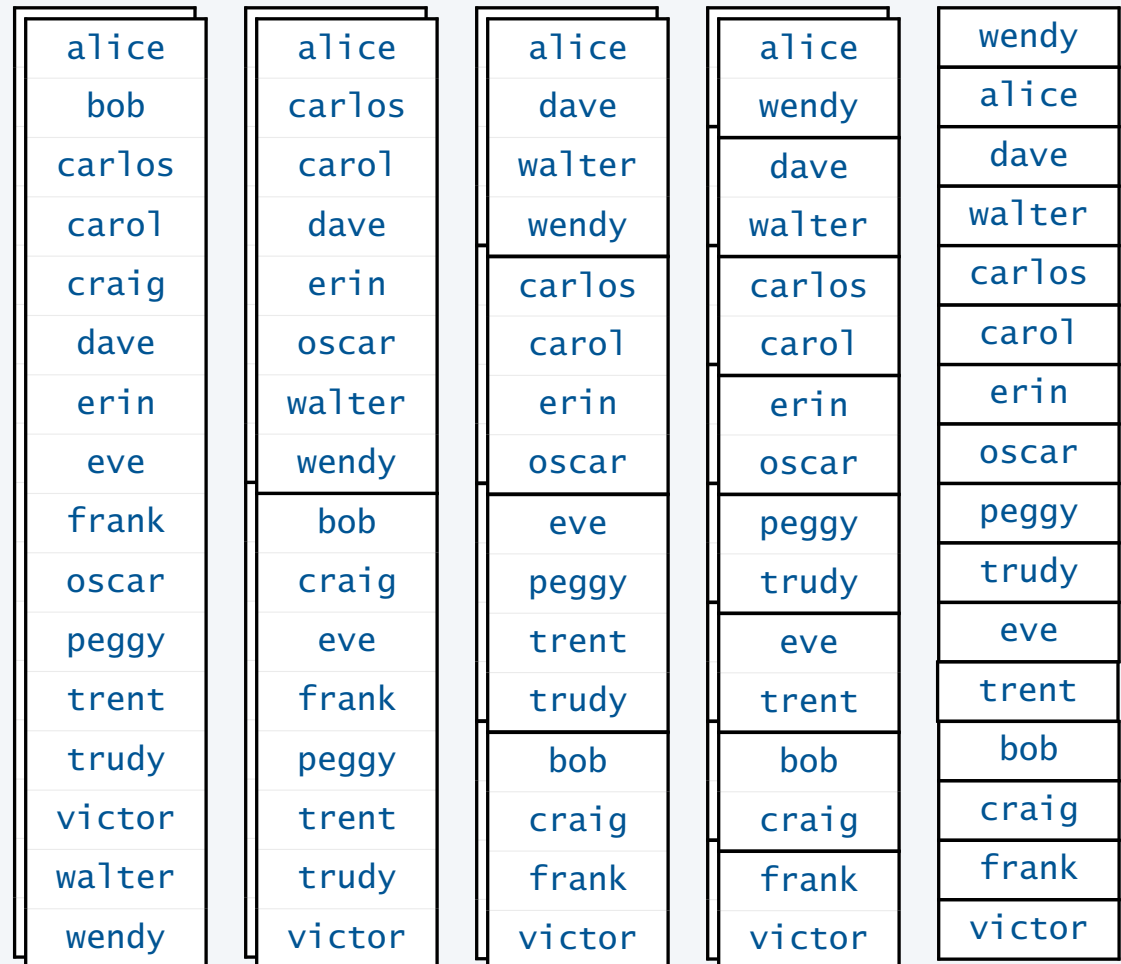 alice
bob
carlos
carol
craig
dave
erin
eve
frank
oscar
peggy
trent
trudy
victor
walter
wendy
alice
carlos
carol
dave
erin
oscar
walter
wendy
bob
craig
eve
frank
peggy
trent
trudy
victor
alice
dave
walter
wendy
carlos
carol
erin
oscar
eve
peggy
trent
trudy
bob
craig
frank
victor
alice
wendy
dave
walter
carlos
carol
erin
oscar
peggy
trudy
eve
trent
bob
craig
frank
victor
wendy
alice
dave
walter
carlos
carol
erin
oscar
peggy
trudy
eve
trent
bob
craig
frank
victor